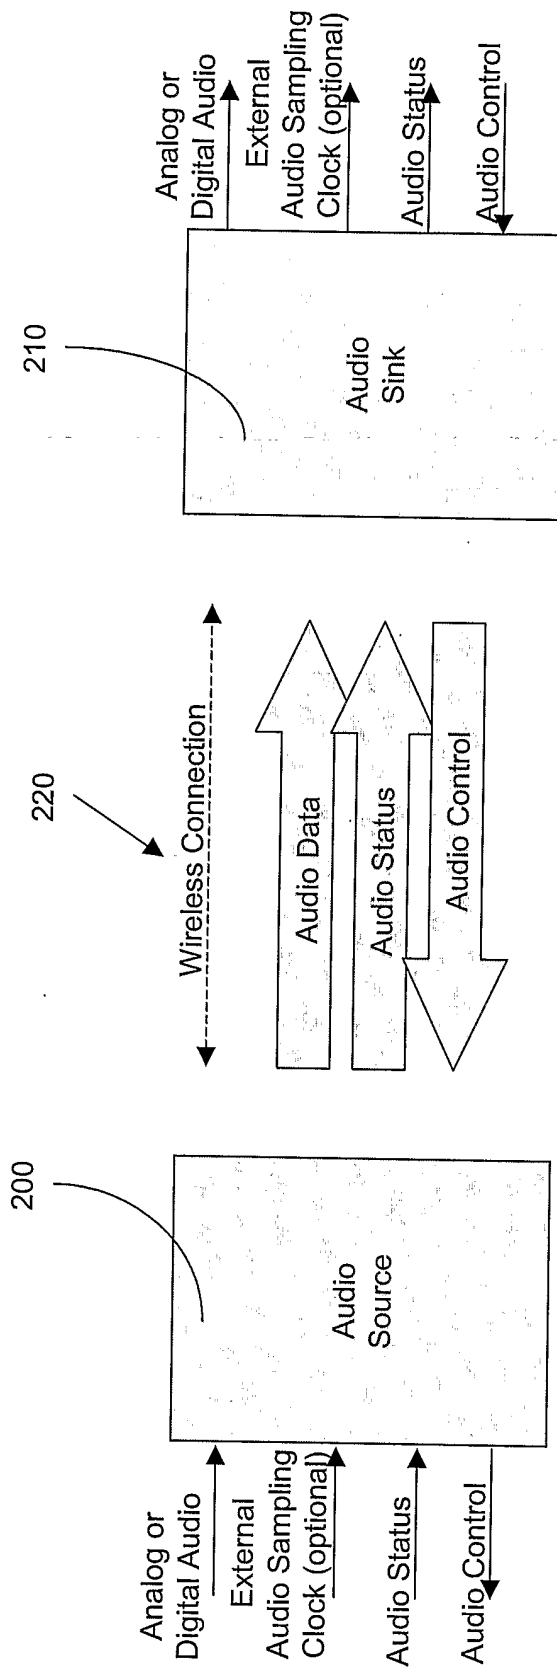 200
220
210
Analog or
Digital Audio
External
Audio Sampling
Clock (optional)
Audio Status
Audio Control
Audio
Source
Wireless Connection
Audio Data
Audio Status
Audio Control
Audio
Sink
Analog or
Digital Audio
External
Audio Sampling
Clock (optional)
Audio Status
Audio Control